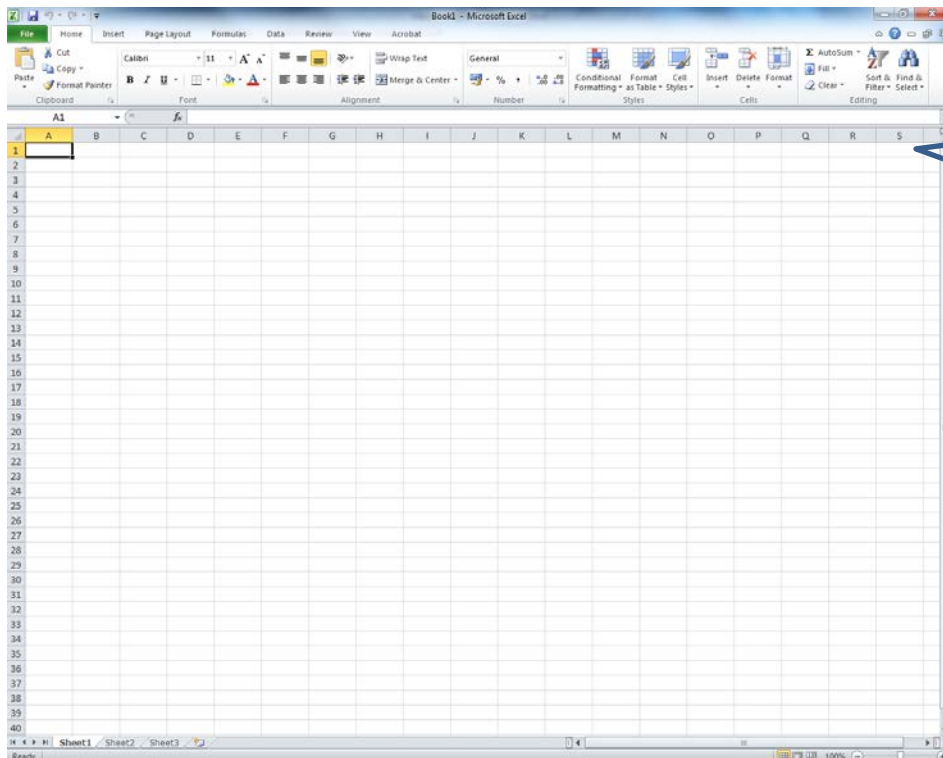 Book1 - Microsoft Excel
File Home Insert Page Layout Formulas Data Review View Acrobat
Paste
Cut
Copy
Format Painter
Clipboard
Calibri 11 A A
B I U A
Font
Wrap Text
Merge & Center
Alignment
General
% ,
Number
Conditional Formatting
Format as Table
Cell Styles
Styles
Insert Delete Format
Cells
Σ AutoSum
Fill
Clear
Sort & Filter
Find & Select
Editing
A1 fx
A B C D E F G H I J K L M N O P Q R S
1
2
3
4
5
6
7
8
9
10
11
12
13
14
15
16
17
18
19
20
21
22
23
24
25
26
27
28
29
30
31
32
33
34
35
36
37
38
39
40
Sheet1 Sheet2 Sheet3
Ready 100%